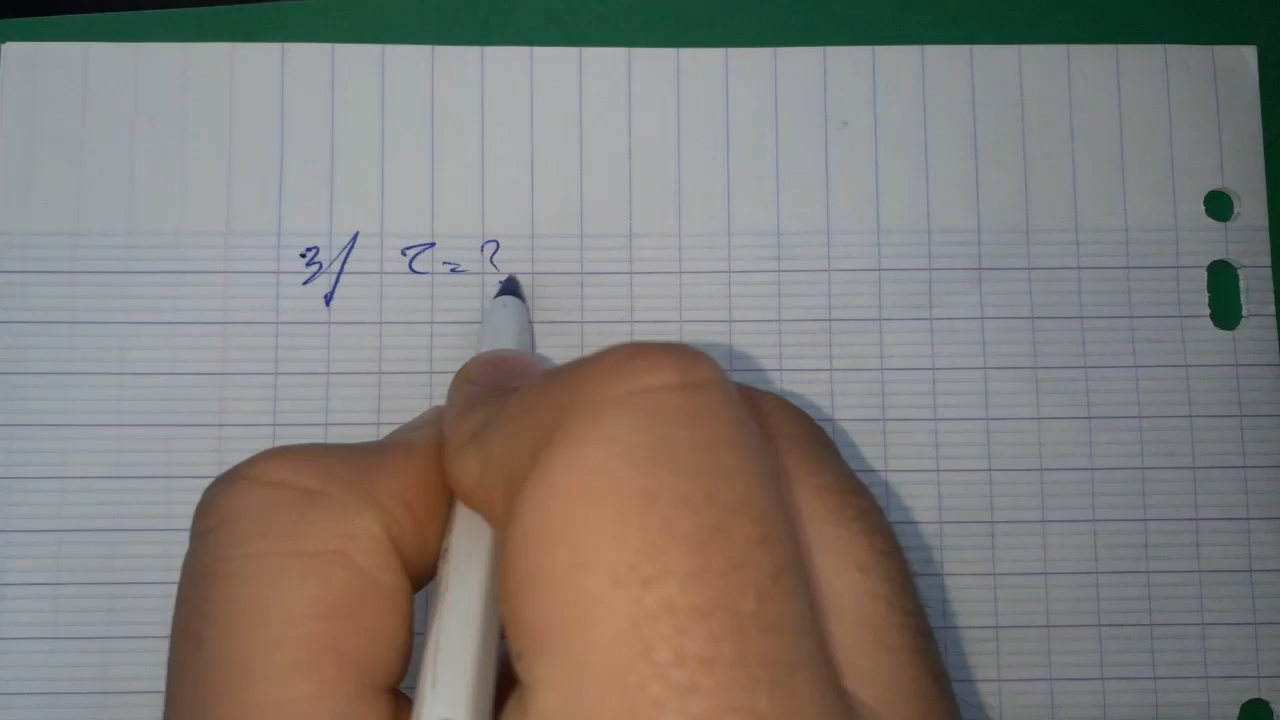 3/ τ = ?